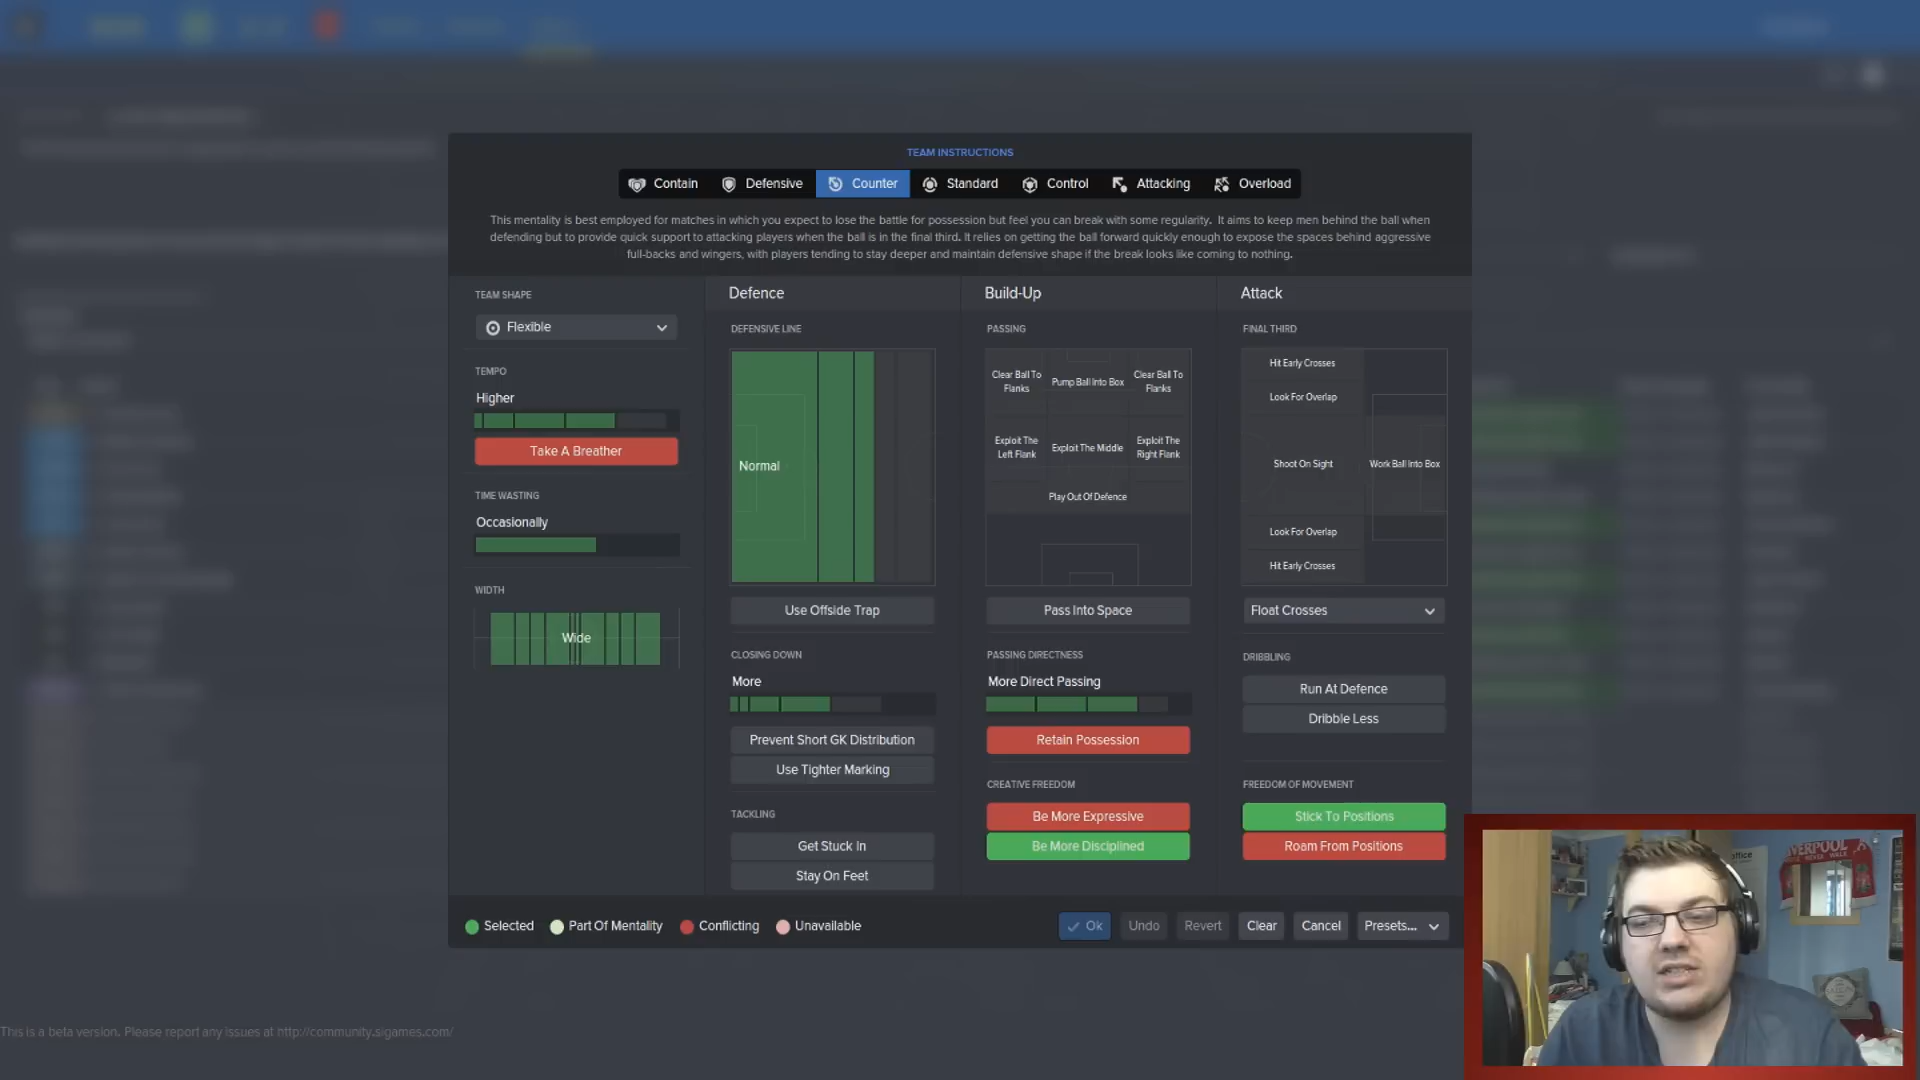 TEAM INSTRUCTIONS
Contain
Defensive
Counter
Standard
Control
Attacking
Overload
This mentality is best employed for matches in which you expect to lose the battle for possession but feel you can break with some regularity. It aims to keep men behind the ball when
defending but to provide quick support to attacking players when the ball is in the final third. It relies on getting the ball forward quickly enough to expose the spaces behind aggressive
full-backs and wingers, with players tending to stay deeper and maintain defensive shape if the break looks like coming to nothing.
TEAM SHAPE
Flexible
TEMPO
Higher
Take A Breather
TIME WASTING
Occasionally
WIDTH
Wide
Defence
DEFENSIVE LINE
Normal
Use Offside Trap
CLOSING DOWN
More
Prevent Short GK Distribution
Use Tighter Marking
TACKLING
Get Stuck In
Stay On Feet
Build-Up
PASSING
Clear Ball To
Flanks
Pump Ball Into Box
Clear Ball To
Flanks
Exploit The
Left Flank
Exploit The Middle
Exploit The
Right Flank
Play Out Of Defence
Pass Into Space
PASSING DIRECTNESS
More Direct Passing
Retain Possession
CREATIVE FREEDOM
Be More Expressive
Be More Disciplined
Attack
FINAL THIRD
Hit Early Crosses
Look For Overlap
Shoot On Sight
Work Ball Into Box
Look For Overlap
Hit Early Crosses
Float Crosses
DRIBBLING
Run At Defence
Dribble Less
FREEDOM OF MOVEMENT
Stick To Positions
Roam From Positions
Selected
Part Of Mentality
Conflicting
Unavailable
Ok
Undo
Revert
Clear
Cancel
Presets...
This is a beta version. Please report any issues at http://community.sigames.com/
office